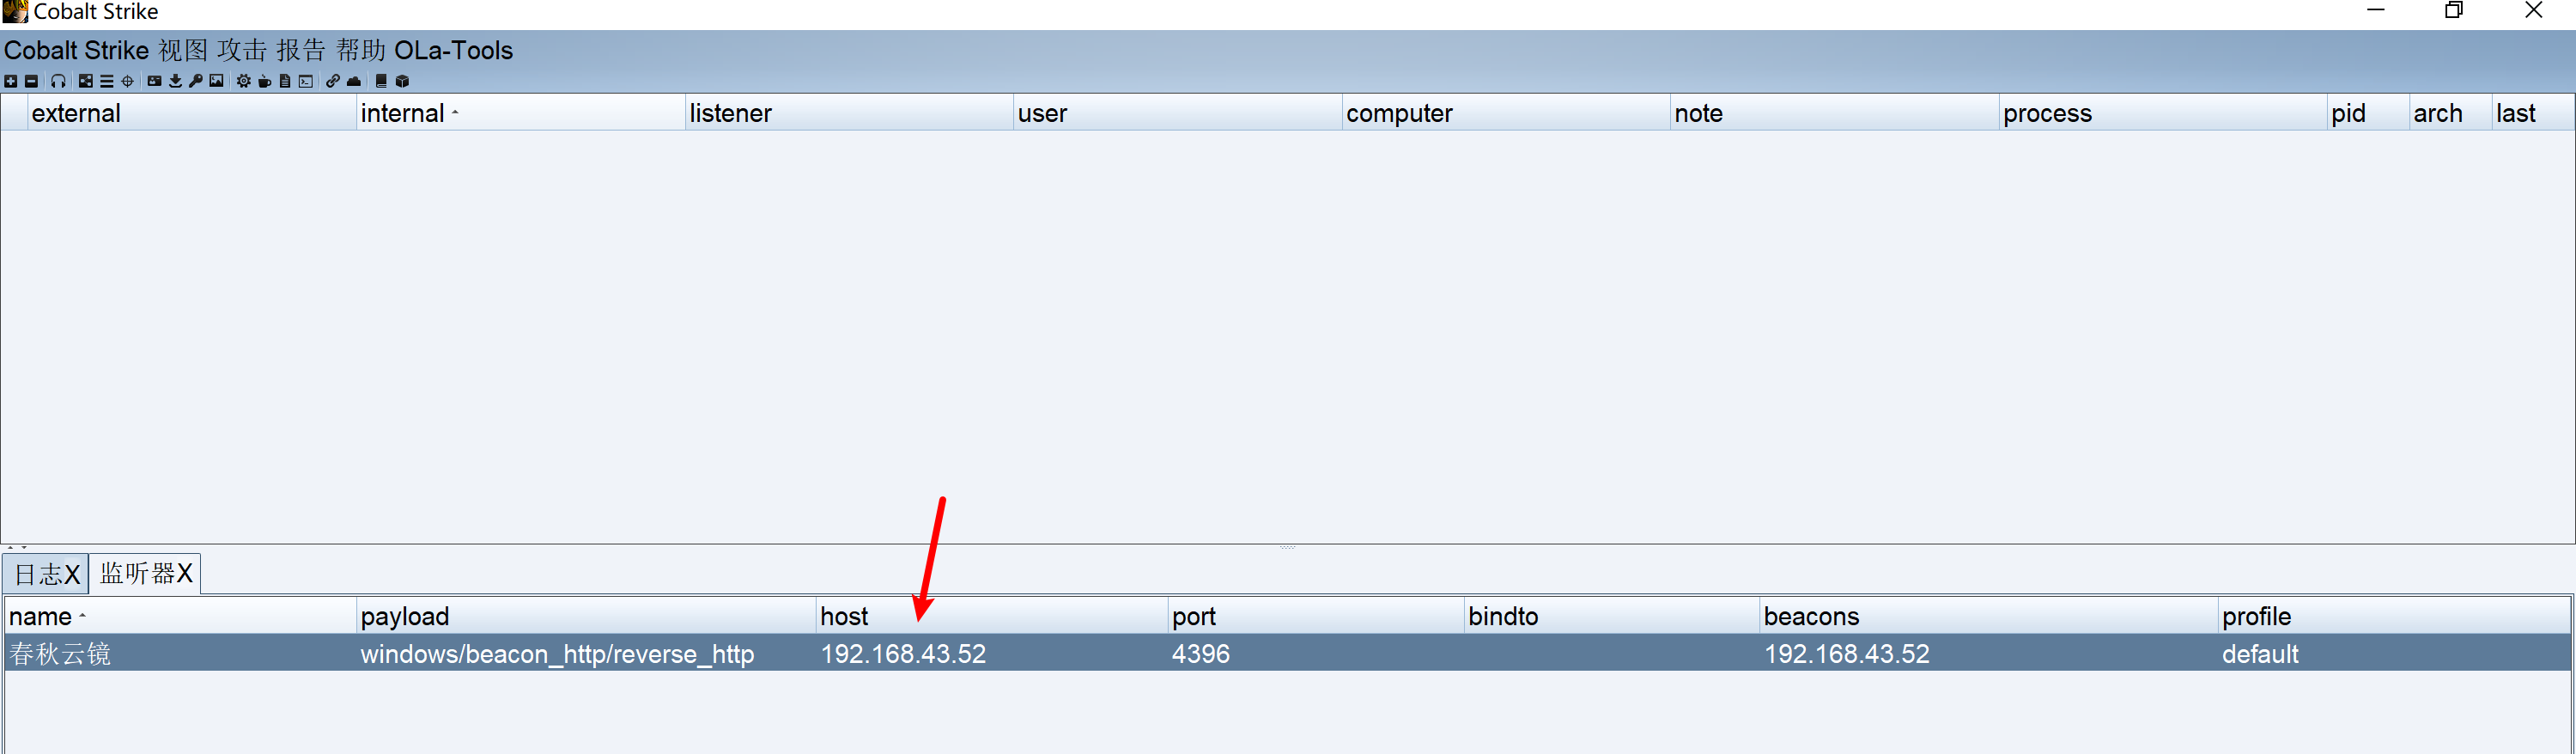 Cobalt Strike
Cobalt Strike 视图 攻击 报告 帮助 OLa-Tools
external internal listener user computer note process pid arch last
日志X 监听器X
name payload host port bindto beacons profile
春秋云镜 windows/beacon_http/reverse_http 192.168.43.52 4396 192.168.43.52 default